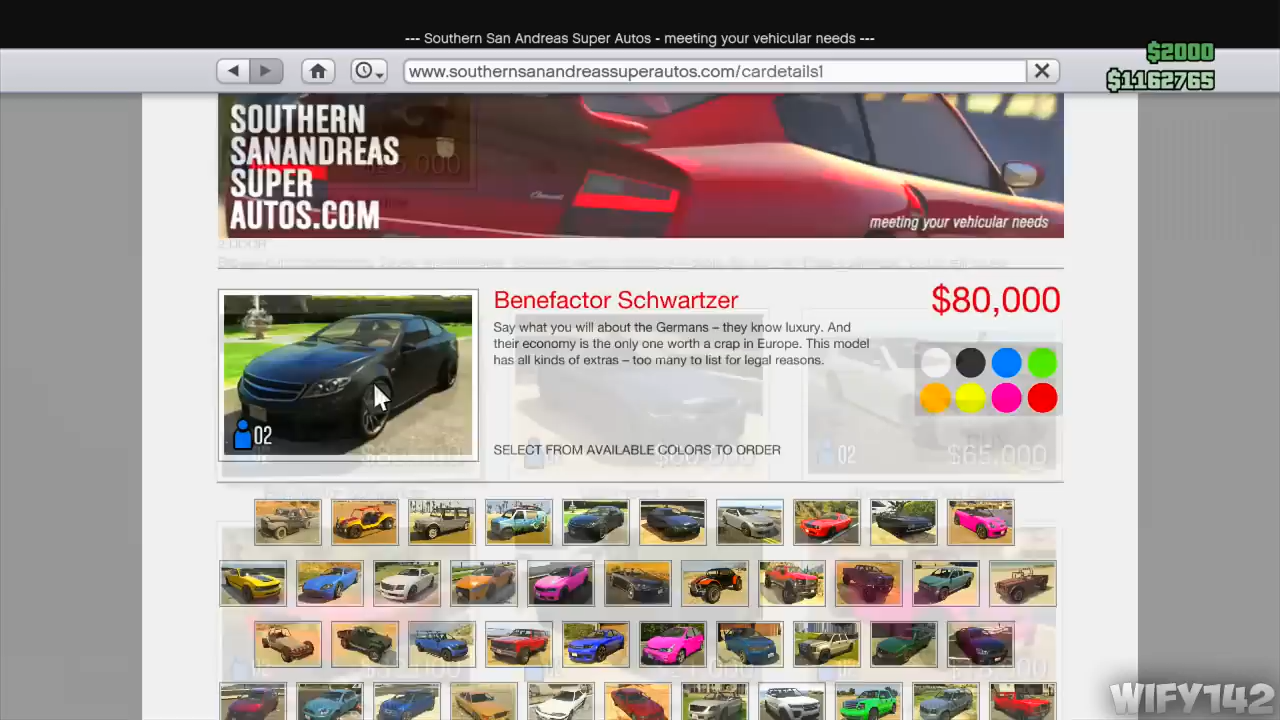 --- Southern San Andreas Super Autos - meeting your vehicular needs ---
$2000
www.southernsanandreassuperautos.com/cardetails1
$1162765
SOUTHERN
SANANDREAS
SUPER
AUTOS.COM
meeting your vehicular needs
2 DOOR
Benefactor Schwartzer
$80,000
Say what you will about the Germans – they know luxury. And
their economy is the only one worth a crap in Europe. This model
has all kinds of extras – too many to list for legal reasons.
02
SELECT FROM AVAILABLE COLORS TO ORDER
02
$65,000
WIFY142